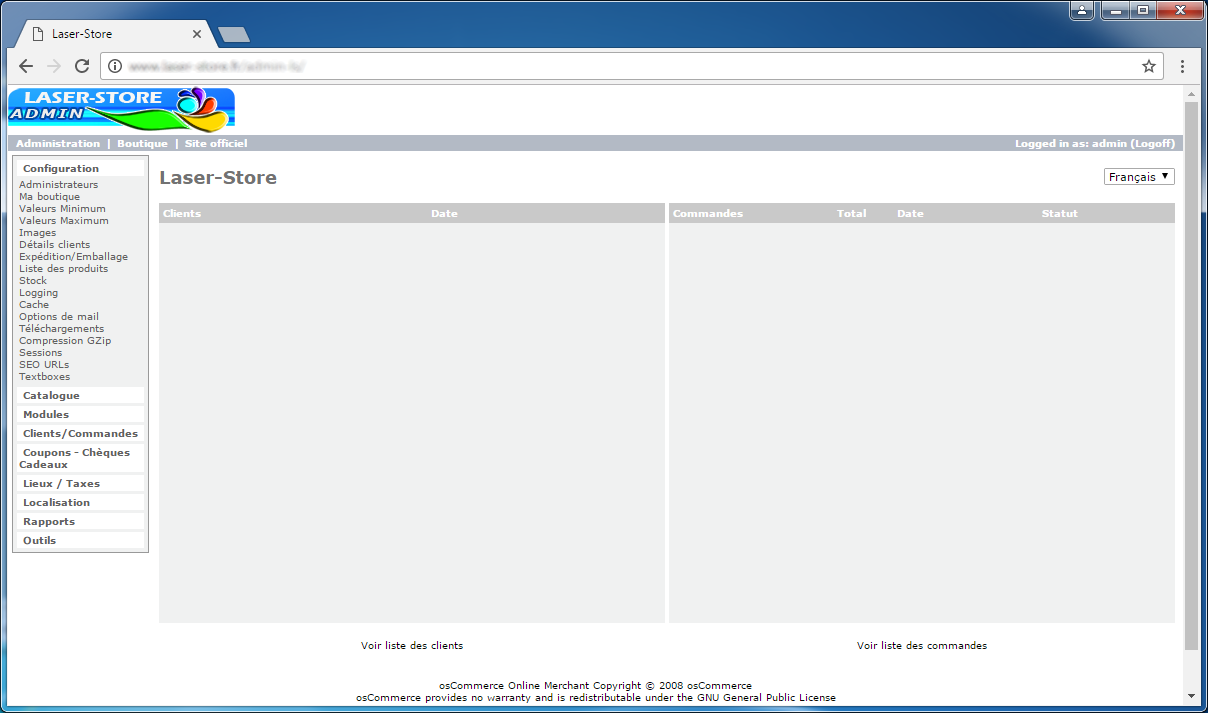 Laser-Store
LASER-STORE
ADMIN
Administration | Boutique | Site officiel
Logged in as: admin (Logoff)
Configuration
Administrateurs
Ma boutique
Valeurs Minimum
Valeurs Maximum
Images
Détails clients
Expédition/Emballage
Liste des produits
Stock
Logging
Cache
Options de mail
Téléchargements
Compression GZip
Sessions
SEO URLs
Textboxes
Catalogue
Modules
Clients/Commandes
Coupons - Chèques
Cadeaux
Lieux / Taxes
Localisation
Rapports
Outils
Laser-Store
Français
Clients Date
Commandes Total Date Statut
Voir liste des clients
Voir liste des commandes
osCommerce Online Merchant Copyright © 2008 osCommerce
osCommerce provides no warranty and is redistributable under the GNU General Public License